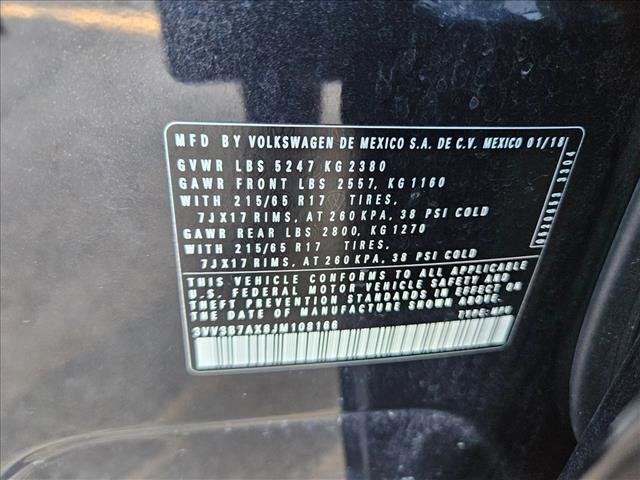 MFD BY VOLKSWAGEN DE MEXICO S.A. DE C.V. MEXICO 01/18
GVWR LBS 5247 KG 2380
GAWR FRONT LBS 2557, KG 1160
WITH 215/65 R17 TIRES,
7JX17 RIMS, AT 260 KPA, 38 PSI COLD
GAWR REAR LBS 2800, KG 1270
WITH 215/65 R17 TIRES,
7JX17 RIMS, AT 260 KPA, 38 PSI COLD
THIS VEHICLE CONFORMS TO ALL APPLICABLE
U.S. FEDERAL MOTOR VEHICLE SAFETY AND
THEFT PREVENTION STANDARDS IN EFFECT ON
THE DATE OF MANUFACTURE SHOWN ABOVE.
TYPE: MPV
3VV3B7AX8JM108166